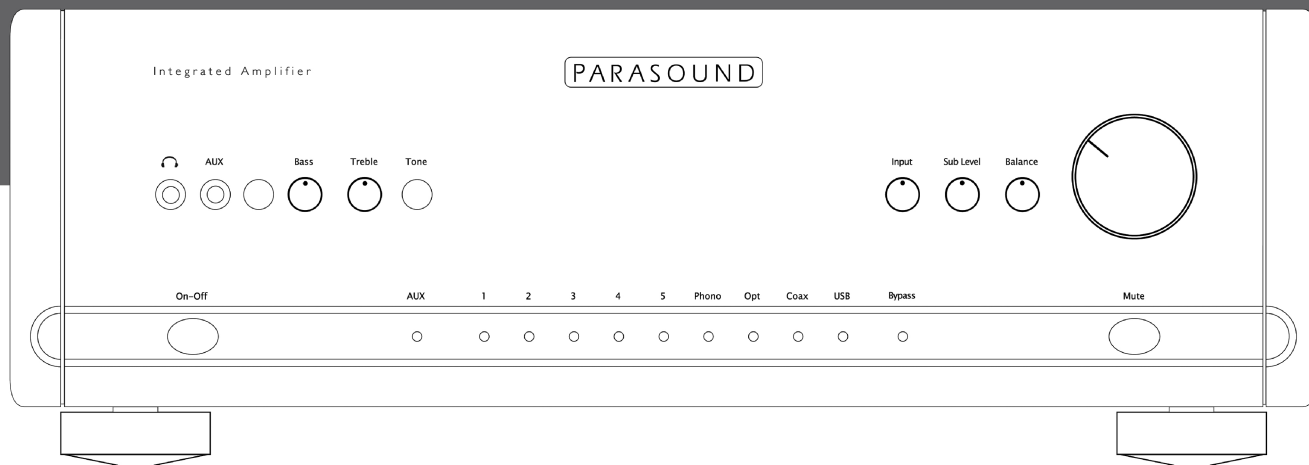 Integrated Amplifier
PARASOUND
AUX Bass Treble Tone
Input Sub Level Balance
On-Off AUX 1 2 3 4 5 Phono Opt Coax USB Bypass Mute